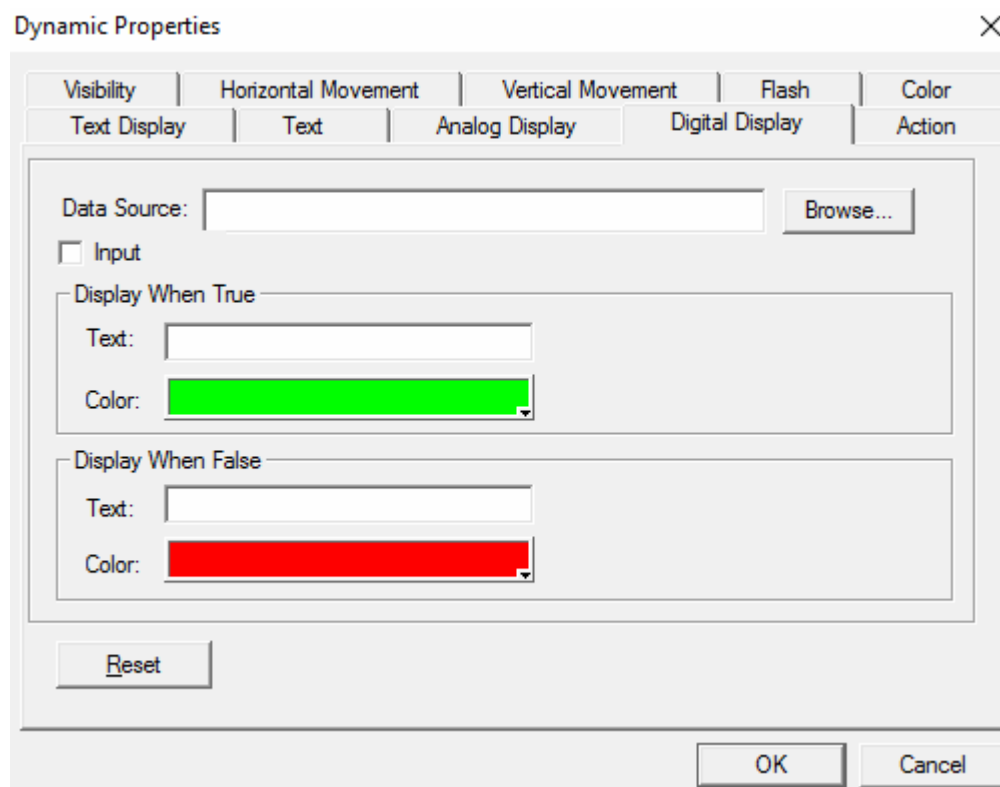 Dynamic Properties
Visibility Horizontal Movement Vertical Movement Flash Color
Text Display Text Analog Display Digital Display Action
Data Source: Browse...
Input
Display When True
Text:
Color:
Display When False
Text:
Color:
Reset
OK Cancel